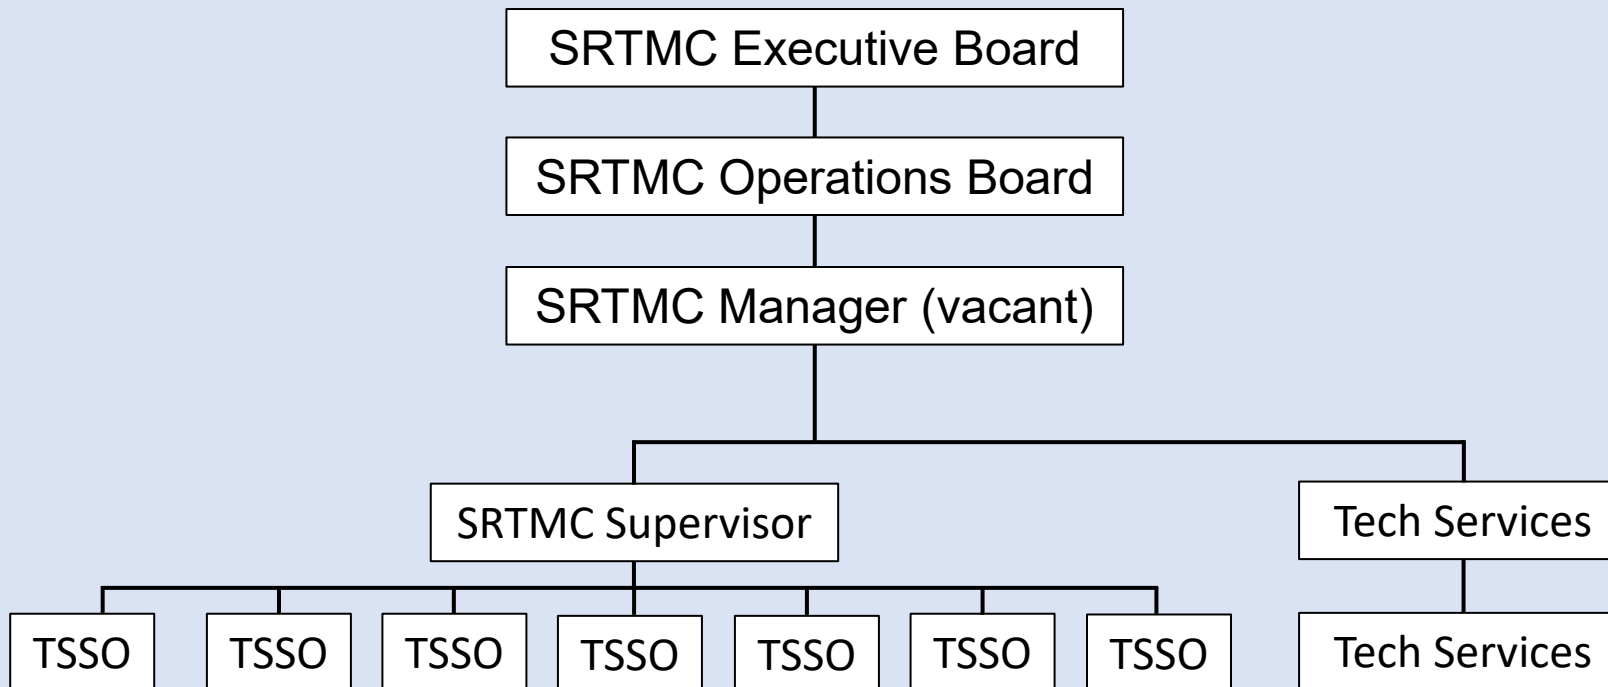 SRTMC Executive Board
SRTMC Operations Board
SRTMC Manager (vacant)
SRTMC Supervisor
Tech Services
TSSO
TSSO
TSSO
TSSO
TSSO
TSSO
TSSO
Tech Services